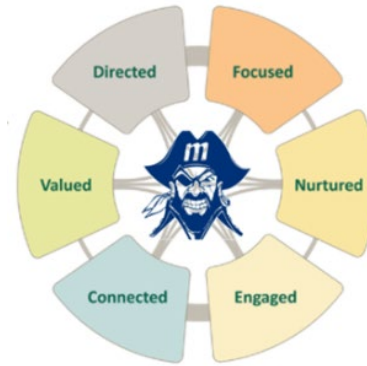 Directed
Focused
m
Valued
Nurtured
Connected
Engaged